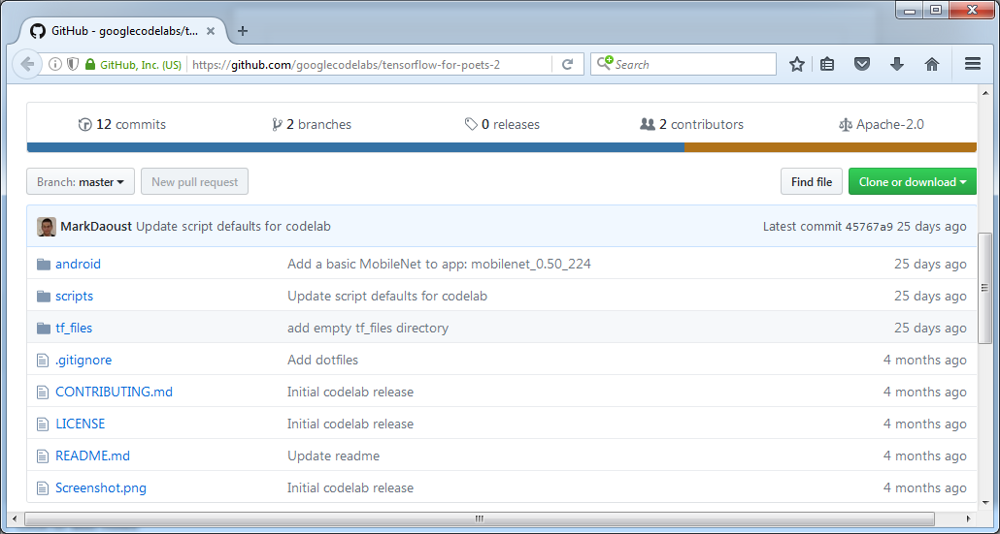 GitHub - googlecodelabs/t...
GitHub, Inc. (US) https://github.com/googlecodelabs/tensorflow-for-poets-2 Search
12 commits 2 branches 0 releases 2 contributors Apache-2.0
Branch: master New pull request Find file Clone or download
MarkDaoust Update script defaults for codelab Latest commit 45767a9 25 days ago
android Add a basic MobileNet to app: mobilenet_0.50_224 25 days ago
scripts Update script defaults for codelab 25 days ago
tf_files add empty tf_files directory 25 days ago
.gitignore Add dotfiles 4 months ago
CONTRIBUTING.md Initial codelab release 4 months ago
LICENSE Initial codelab release 4 months ago
README.md Update readme 4 months ago
Screenshot.png Initial codelab release 4 months ago